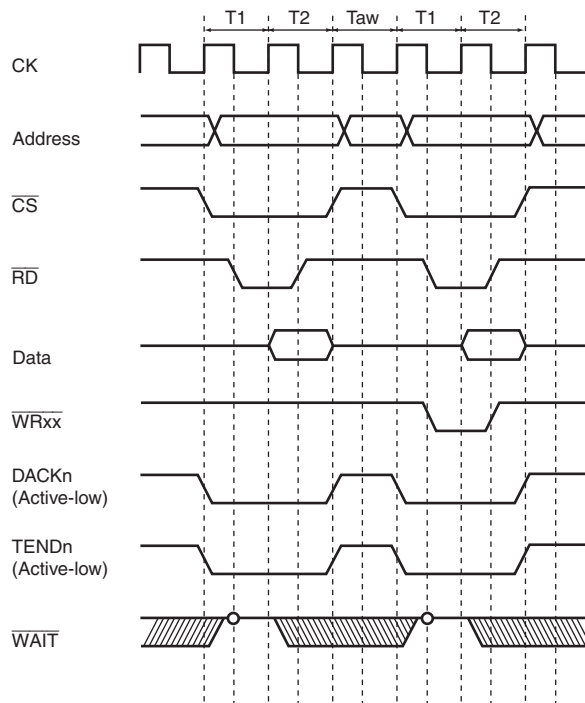 T1 T2 Taw T1 T2
CK
Address
CS
RD
Data
WRxx
DACKn
(Active-low)
TENDn
(Active-low)
WAIT